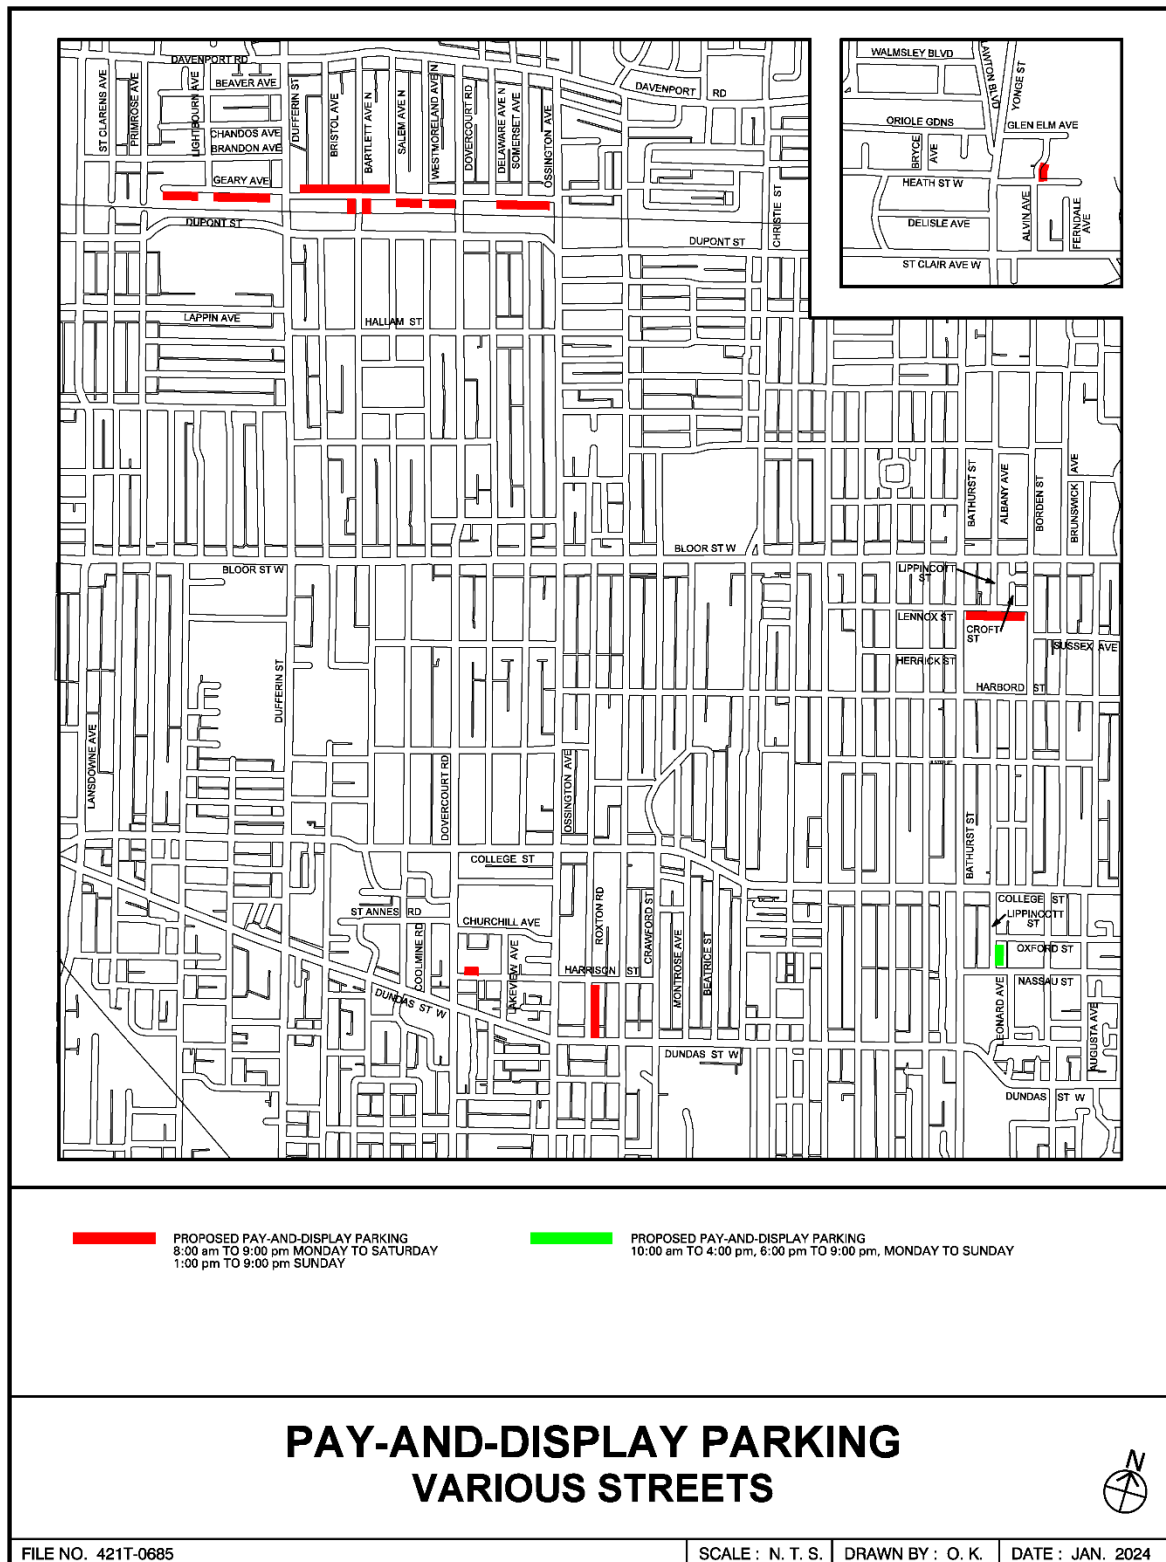 DAVENPORT RD
BEAVER AVE
ST CLARENS AVE
PRIMROSE AVE
LIGHTBOURN AVE
CHANDOS AVE
BRANDON AVE
GEARY AVE
DUPONT ST
DUFFERIN ST
BRISTOL AVE
BARTLETT AVE N
SALEM AVE N
WESTMORELAND AVE N
DOVERCOURT RD
DELAWARE AVE N
SOMERSET AVE
OSSINGTON AVE
DAVENPORT RD
CHRISTIE ST
DUPONT ST
WALMSLEY BLVD
LAWTON BLVD
YONGE ST
ORIOLE GDNS
GLEN ELM AVE
BRYCE AVE
HEATH ST W
DELISLE AVE
ALVIN AVE
FERNDALE AVE
ST CLAIR AVE W
LAPPIN AVE
HALLAM ST
BATHURST ST
ALBANY AVE
BORDEN ST
BRUNSWICK AVE
BLOOR ST W
BLOOR ST W
LIPPINCOTT ST
LENNOX ST
CROFT ST
SUSSEX AVE
HERRICK ST
HARBORD ST
DUFFERIN ST
LANSDOWNE AVE
DOVERCOURT RD
OSSINGTON AVE
BATHURST ST
COLLEGE ST
COLLEGE ST
LIPPINCOTT ST
ST ANNES RD
CHURCHILL AVE
COOLMINE RD
LAKEVIEW AVE
ROXTON RD
CRAWFORD ST
MONTROSE AVE
BEATRICE ST
HARRISON ST
OXFORD ST
NASSAU ST
LEONARD AVE
AUGUSTA AVE
DUNDAS ST W
DUNDAS ST W
DUNDAS ST W
PROPOSED PAY-AND-DISPLAY PARKING
8:00 am TO 9:00 pm MONDAY TO SATURDAY
1:00 pm TO 9:00 pm SUNDAY
PROPOSED PAY-AND-DISPLAY PARKING
10:00 am TO 4:00 pm, 6:00 pm TO 9:00 pm, MONDAY TO SUNDAY
PAY-AND-DISPLAY PARKING
VARIOUS STREETS
N
FILE NO. 421T-0685
SCALE : N. T. S.
DRAWN BY : O. K.
DATE : JAN. 2024